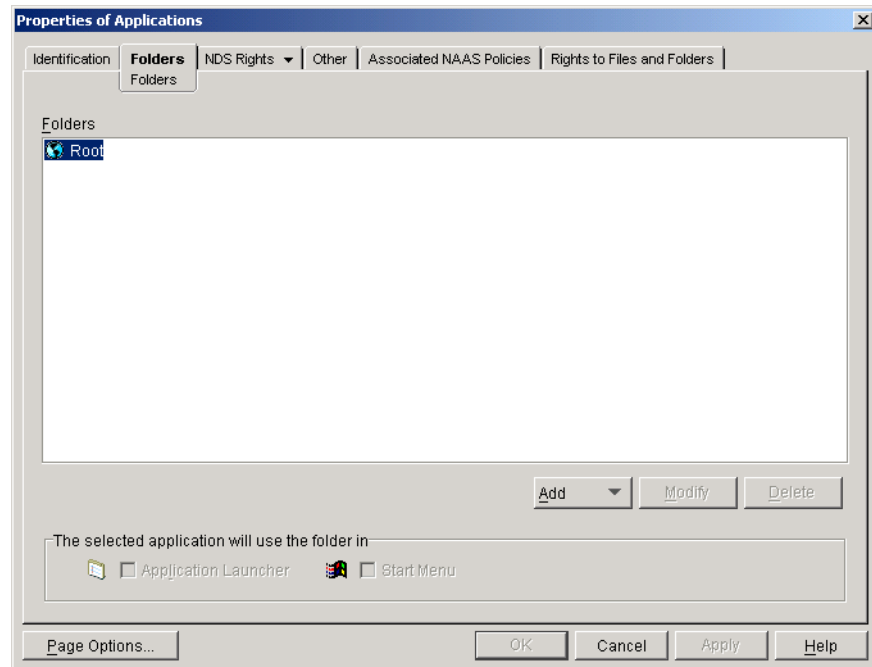 Properties of Applications
Identification Folders NDS Rights Other Associated NAAS Policies Rights to Files and Folders
Folders
Folders
Root
Add Modify Delete
The selected application will use the folder in
Application Launcher Start Menu
Page Options... OK Cancel Apply Help